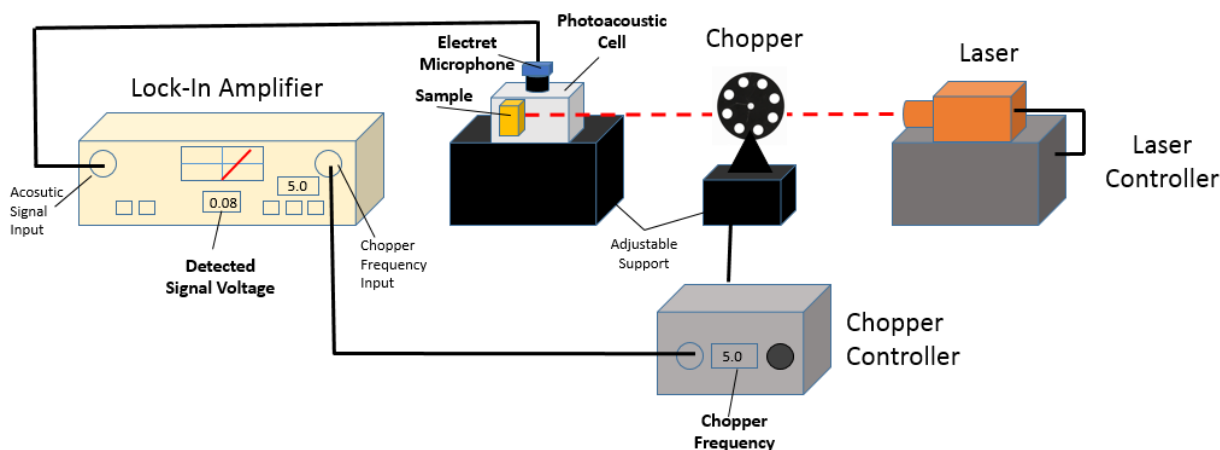 Photoacoustic
Cell
Electret
Microphone
Sample
Chopper
Laser
Lock-In Amplifier
Laser
Controller
5.0
0.08
Acosutic
Signal
Input
Chopper
Frequency
Input
Detected
Signal Voltage
Adjustable
Support
Chopper
Controller
5.0
Chopper
Frequency